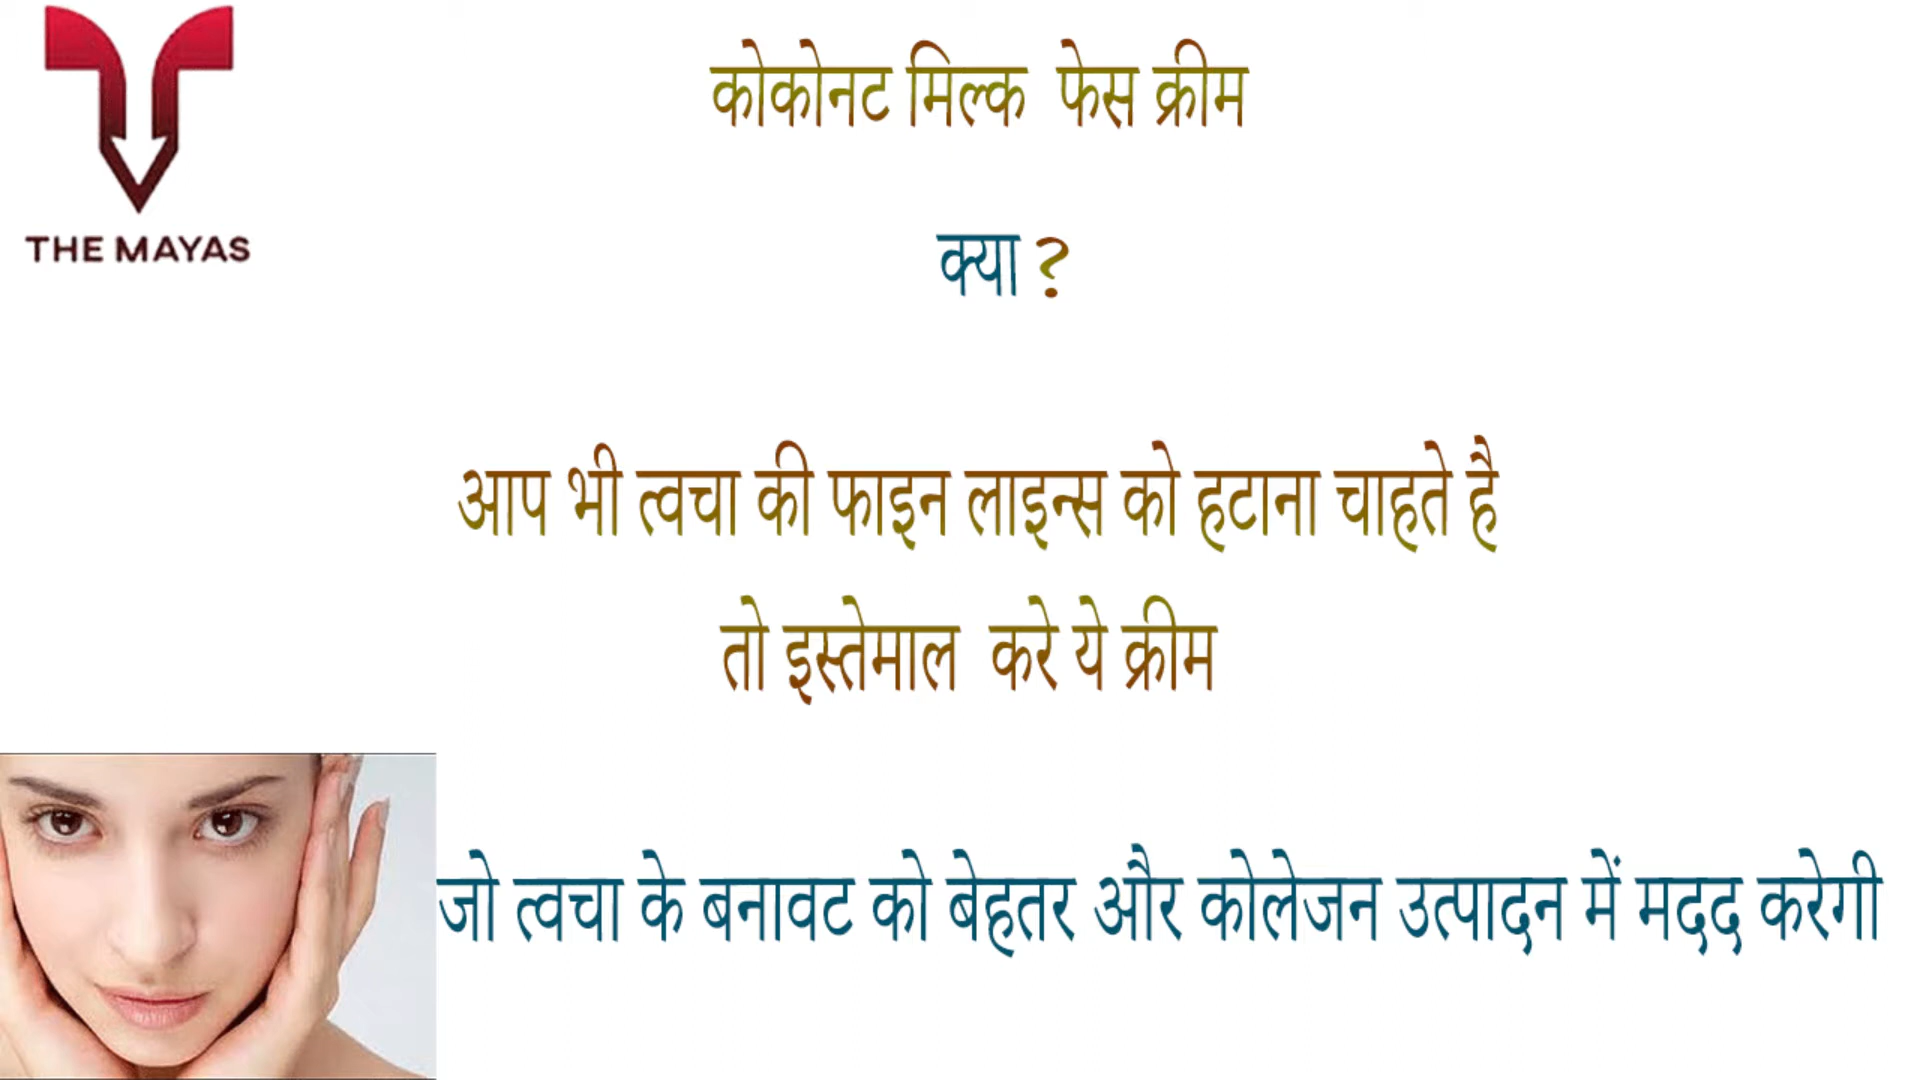 THE MAYAS
कोकोनट मिल्क फेस क्रीम
क्या ?
आप भी त्वचा की फाइन लाइन्स को हटाना चाहते है
तो इस्तेमाल करे ये क्रीम
जो त्वचा के बनावट को बेहतर और कोलेजन उत्पादन में मदद करेगी